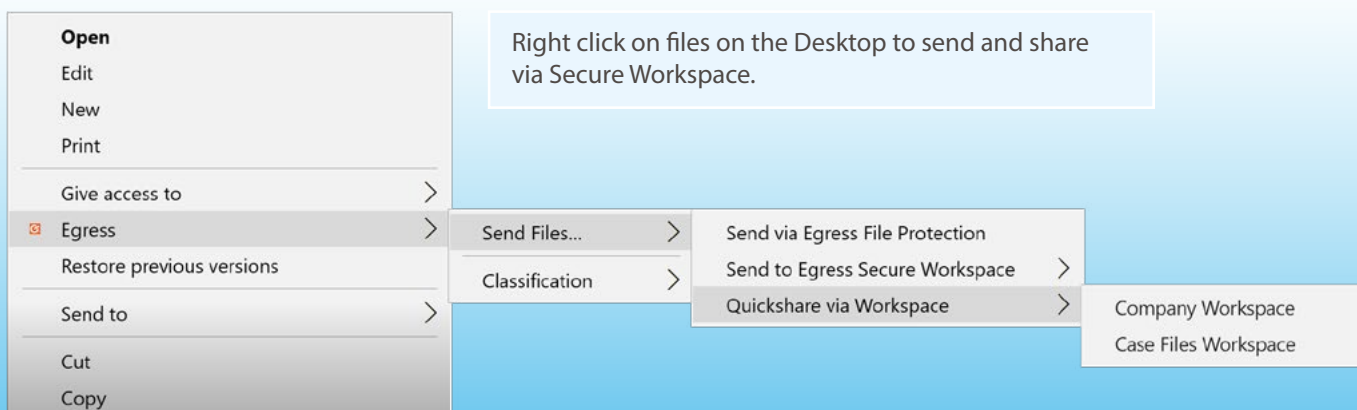 Open
Edit
New
Print
Give access to
Egress
Restore previous versions
Send to
Cut
Copy
Right click on files on the Desktop to send and share
via Secure Workspace.
Send Files...
Classification
Send via Egress File Protection
Send to Egress Secure Workspace
Quickshare via Workspace
Company Workspace
Case Files Workspace